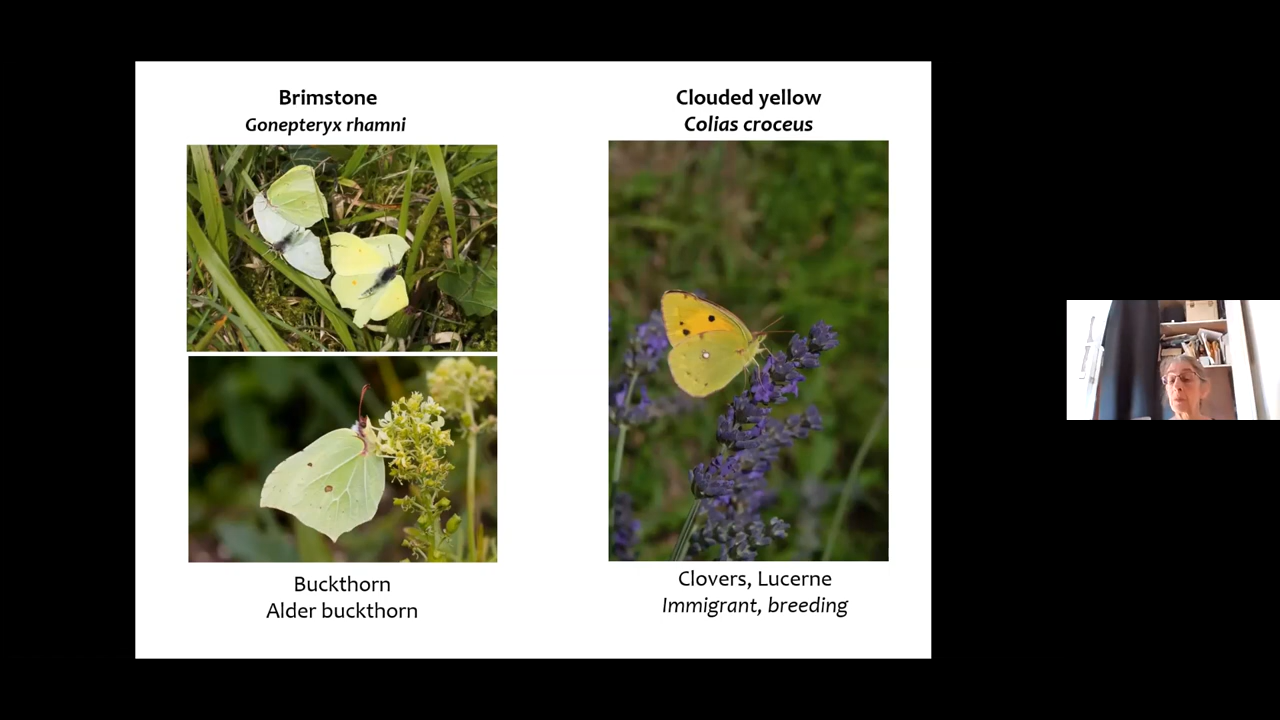 Brimstone
Gonepteryx rhamni
Buckthorn
Alder buckthorn
Clouded yellow
Colias croceus
Clovers, Lucerne
Immigrant, breeding